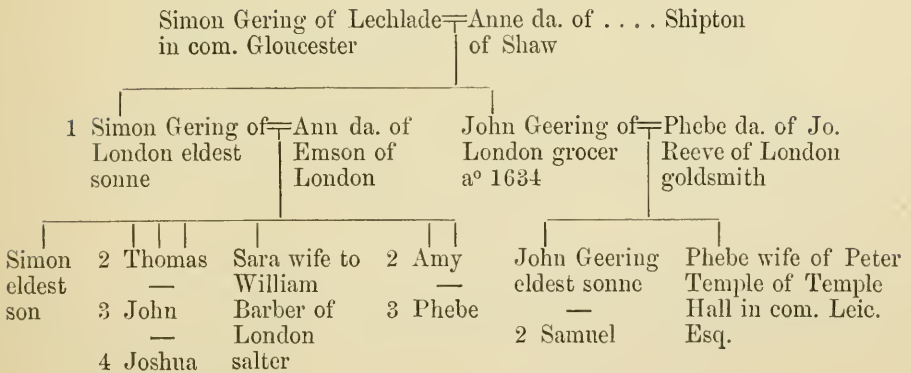 Simon Gering of Lechlade=Anne da. of . . . . Shipton
in com. Gloucester of Shaw
1 Simon Gering of=Ann da. of
London eldest Emson of
sonne London
John Geering of=Phebe da. of Jo.
London grocer Reeve of London
aº 1634 goldsmith
Simon
eldest
son
2 Thomas
—
3 John
—
4 Joshua
Sara wife to
William
Barber of
London
salter
2 Amy
—
3 Phebe
John Geering
eldest sonne
—
2 Samuel
Phebe wife of Peter
Temple of Temple
Hall in com. Leic.
Esq.